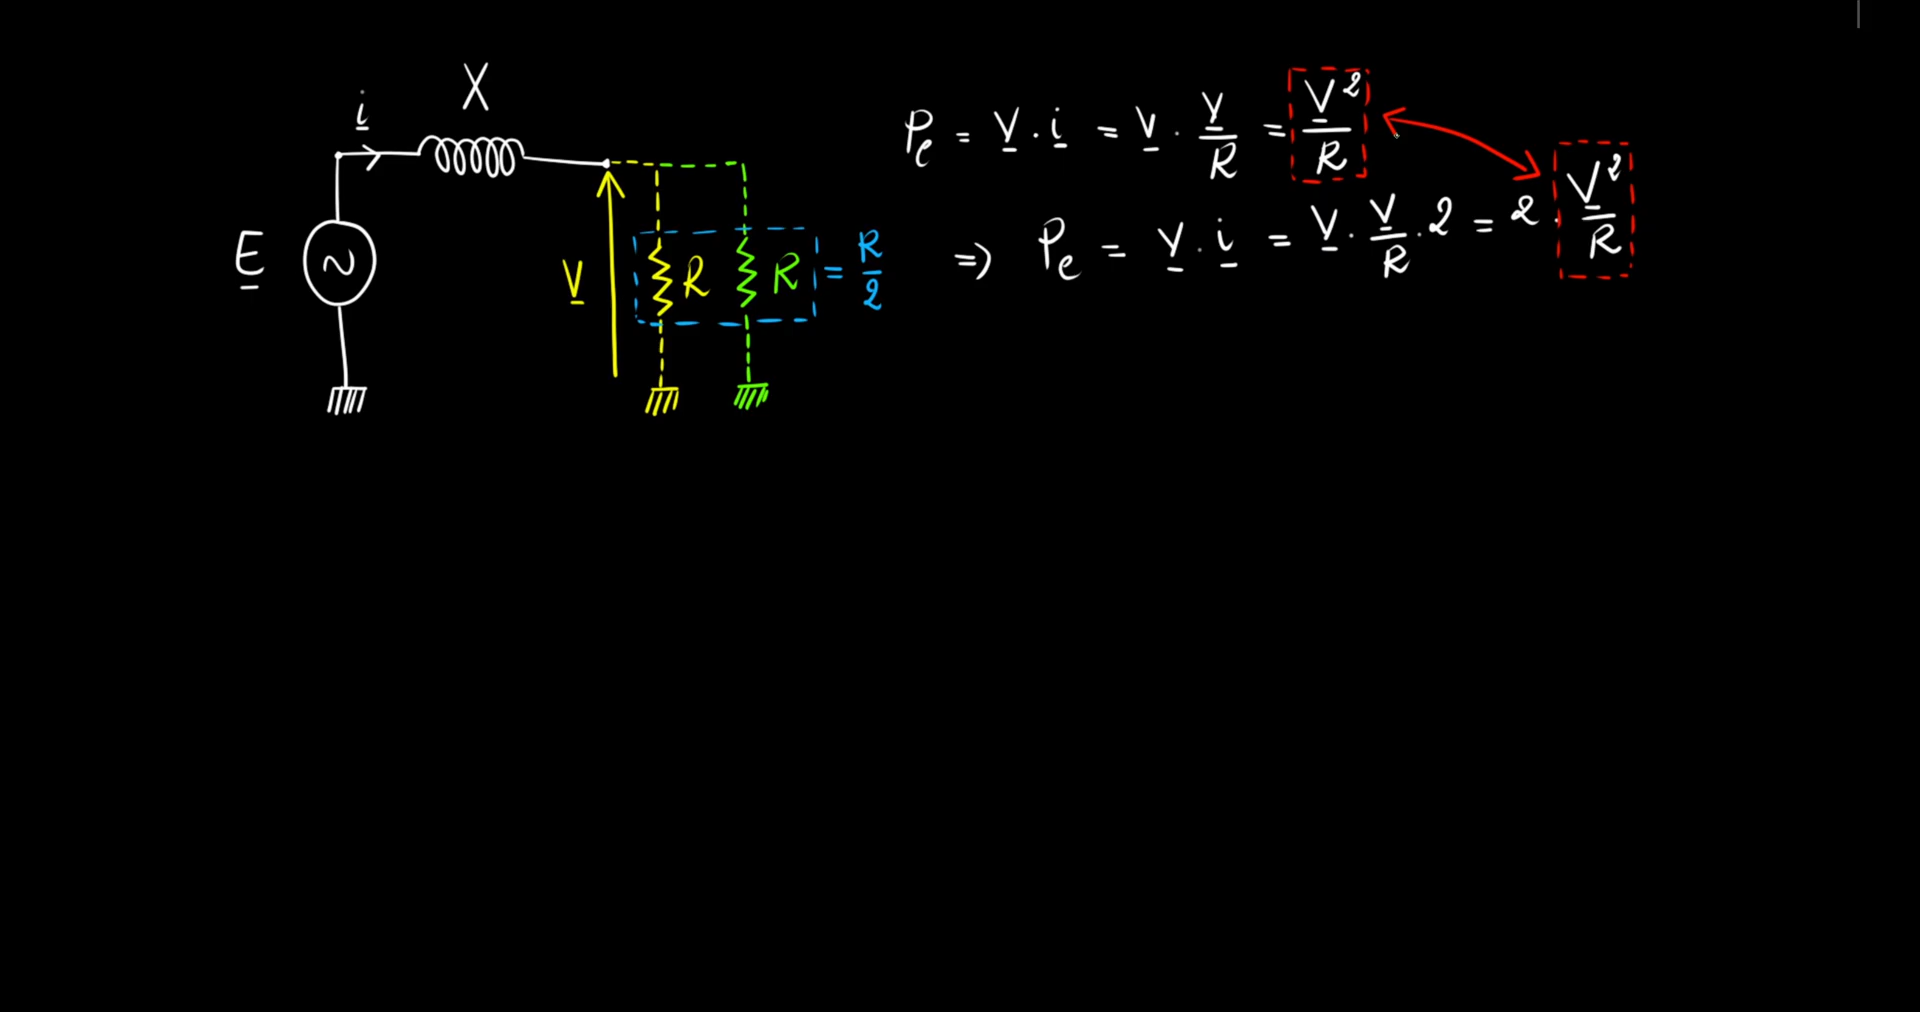 X
i
E
V
R
R
= R/2
Pe = V . i = V . V/R = V²/R
=> Pe = V . i = V . V/R . 2 = 2 . V²/R